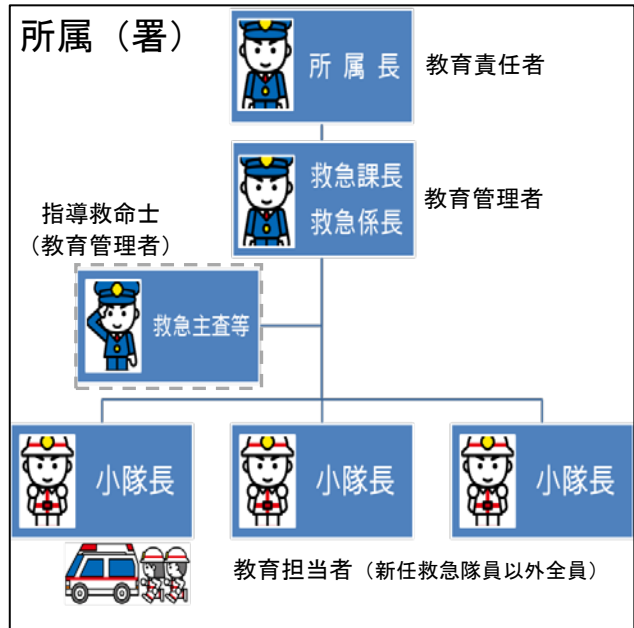 所属（署）
所属長
教育責任者
救急課長
救急係長
教育管理者
指導救命士
（教育管理者）
救急主査等
小隊長
小隊長
小隊長
教育担当者（新任救急隊員以外全員）